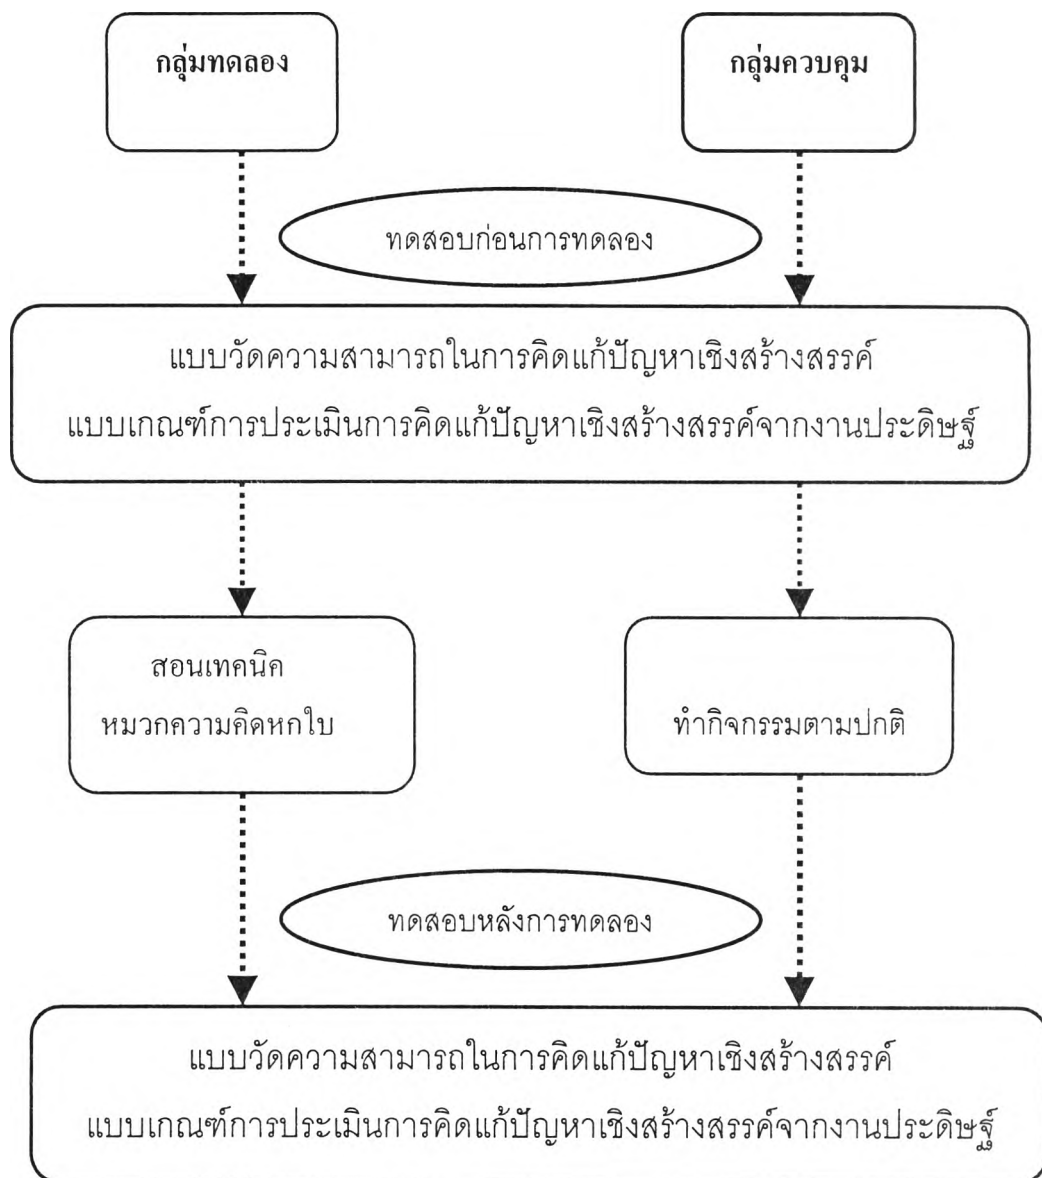 กลุ่มทดลอง
กลุ่มควบคุม
ทดสอบก่อนการทดลอง
แบบวัดความสามารถในการคิดแก้ปัญหาเชิงสร้างสรรค์
แบบเกณฑ์การประเมินการคิดแก้ปัญหาเชิงสร้างสรรค์จากงานประดิษฐ์
สอนเทคนิค
หมวกความคิดหกใบ
ทำกิจกรรมตามปกติ
ทดสอบหลังการทดลอง
แบบวัดความสามารถในการคิดแก้ปัญหาเชิงสร้างสรรค์
แบบเกณฑ์การประเมินการคิดแก้ปัญหาเชิงสร้างสรรค์จากงานประดิษฐ์